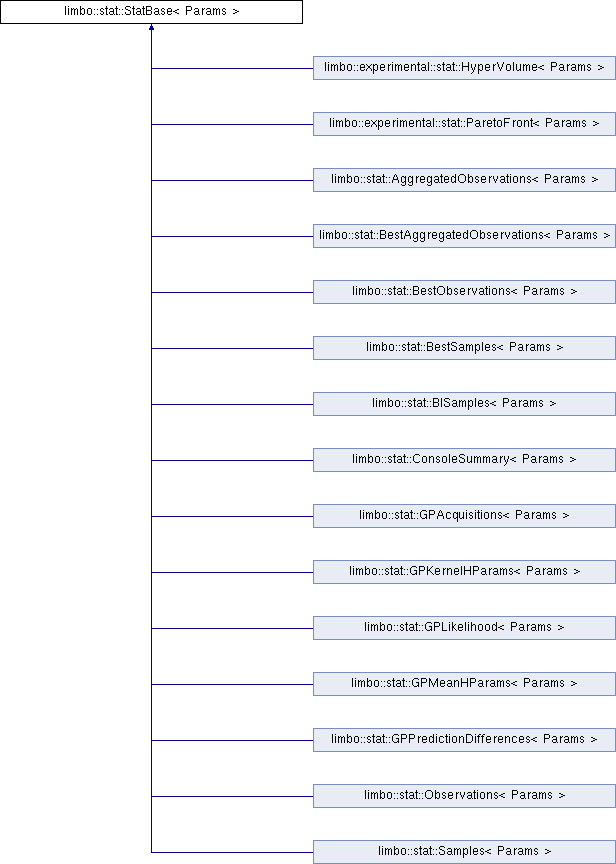 limbo::stat::StatBase< Params >
limbo::experimental::stat::HyperVolume< Params >
limbo::experimental::stat::ParetoFront< Params >
limbo::stat::AggregatedObservations< Params >
limbo::stat::BestAggregatedObservations< Params >
limbo::stat::BestObservations< Params >
limbo::stat::BestSamples< Params >
limbo::stat::BlSamples< Params >
limbo::stat::ConsoleSummary< Params >
limbo::stat::GPAcquisitions< Params >
limbo::stat::GPKernelHParams< Params >
limbo::stat::GPLikelihood< Params >
limbo::stat::GPMeanHParams< Params >
limbo::stat::GPPredictionDifferences< Params >
limbo::stat::Observations< Params >
limbo::stat::Samples< Params >